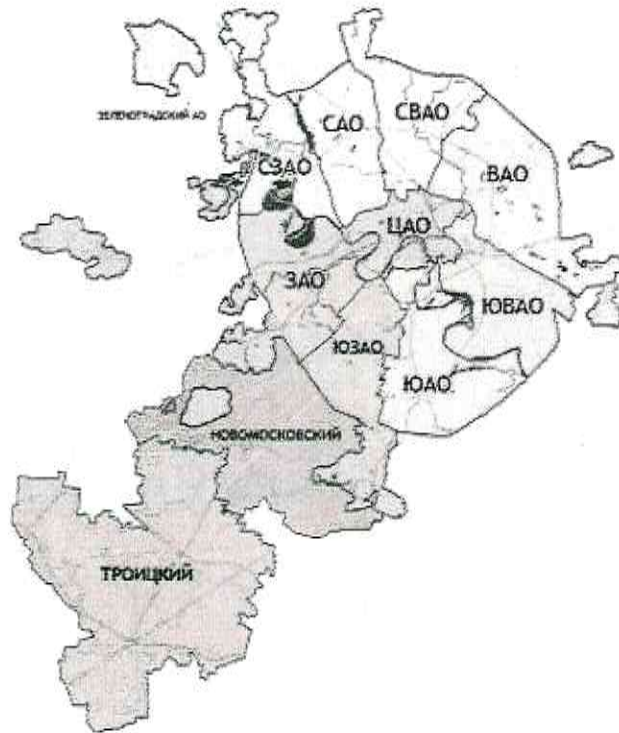 ЗЕЛЕНОГРАДСКИЙ АО
САО
СВАО
СЗАО
ВАО
ЦАО
ЗАО
ЮВАО
ЮЗАО
ЮАО
НОВОМОСКОВСКИЙ
ТРОИЦКИЙ